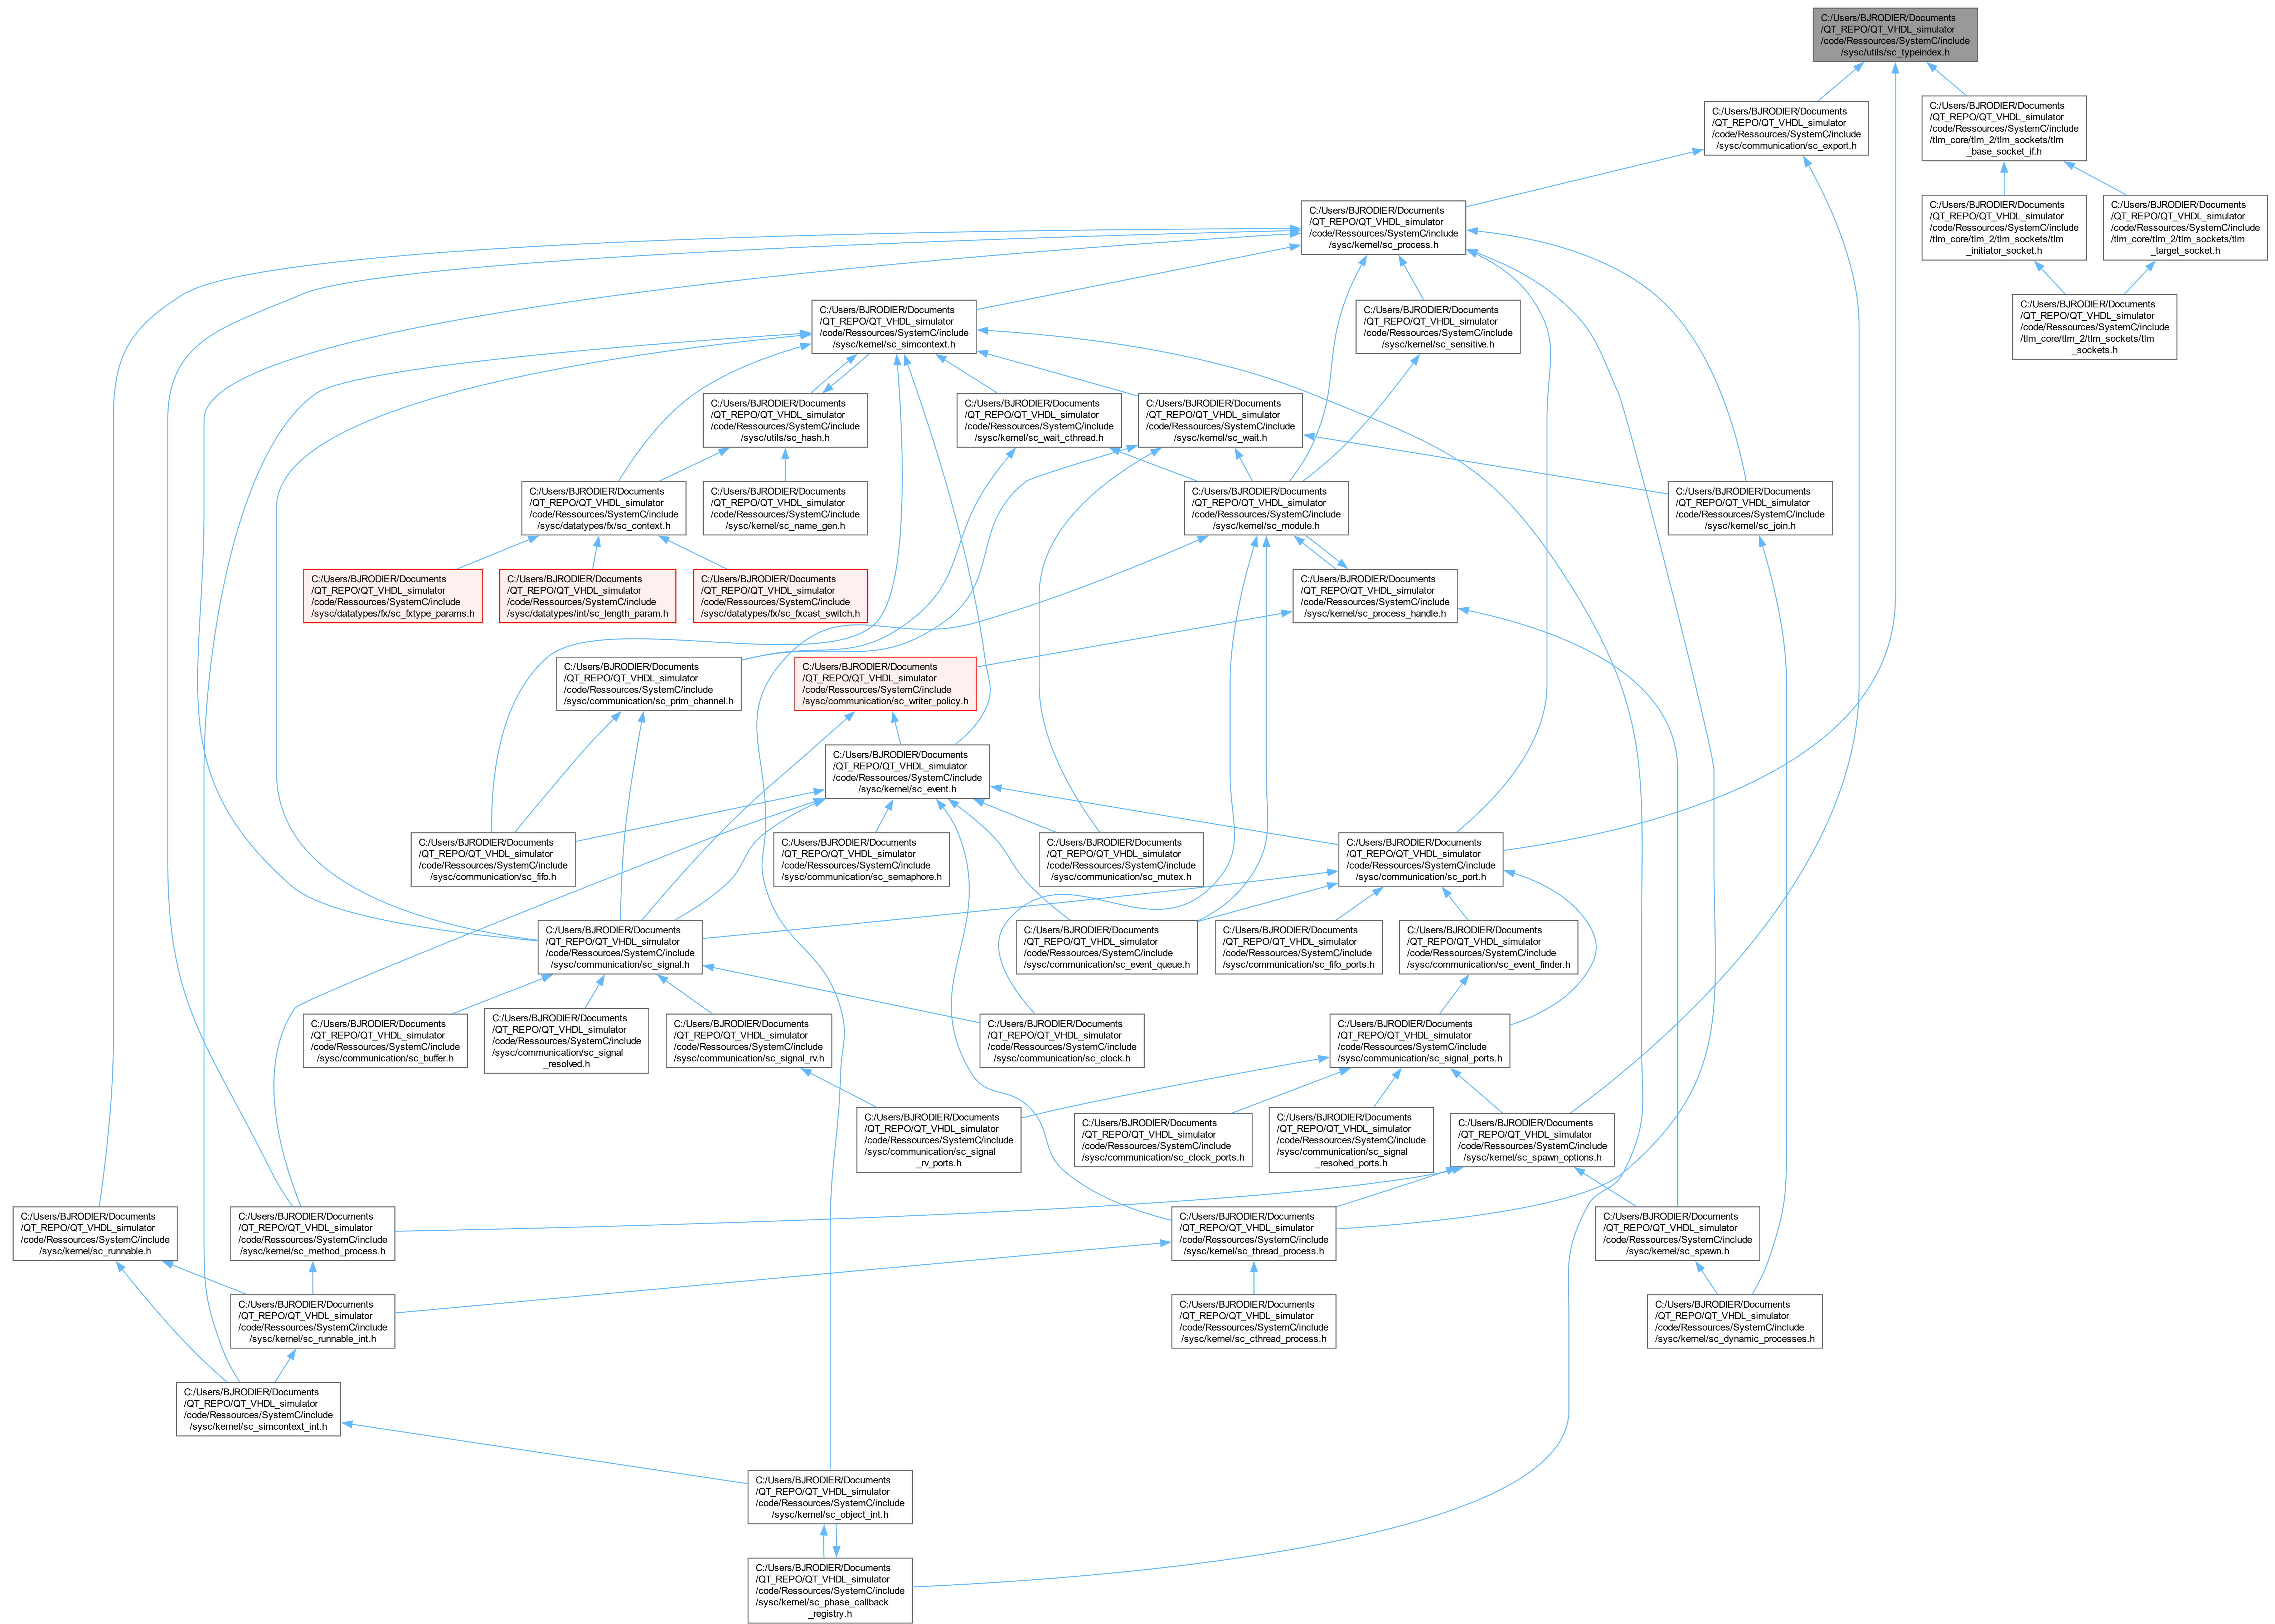 C:/Users/BJRODIER/Documents
/QT_REPO/QT_VHDL_simulator
/code/Ressources/SystemC/include
/sysc/utils/sc_typeindex.h
C:/Users/BJRODIER/Documents
/QT_REPO/QT_VHDL_simulator
/code/Ressources/SystemC/include
/sysc/communication/sc_export.h
C:/Users/BJRODIER/Documents
/QT_REPO/QT_VHDL_simulator
/code/Ressources/SystemC/include
/tlm_core/tlm_2/tlm_sockets/tlm
_base_socket_if.h
C:/Users/BJRODIER/Documents
/QT_REPO/QT_VHDL_simulator
/code/Ressources/SystemC/include
/sysc/kernel/sc_process.h
C:/Users/BJRODIER/Documents
/QT_REPO/QT_VHDL_simulator
/code/Ressources/SystemC/include
/tlm_core/tlm_2/tlm_sockets/tlm
_initiator_socket.h
C:/Users/BJRODIER/Documents
/QT_REPO/QT_VHDL_simulator
/code/Ressources/SystemC/include
/tlm_core/tlm_2/tlm_sockets/tlm
_target_socket.h
C:/Users/BJRODIER/Documents
/QT_REPO/QT_VHDL_simulator
/code/Ressources/SystemC/include
/sysc/kernel/sc_simcontext.h
C:/Users/BJRODIER/Documents
/QT_REPO/QT_VHDL_simulator
/code/Ressources/SystemC/include
/sysc/kernel/sc_sensitive.h
C:/Users/BJRODIER/Documents
/QT_REPO/QT_VHDL_simulator
/code/Ressources/SystemC/include
/tlm_core/tlm_2/tlm_sockets/tlm
_sockets.h
C:/Users/BJRODIER/Documents
/QT_REPO/QT_VHDL_simulator
/code/Ressources/SystemC/include
/sysc/utils/sc_hash.h
C:/Users/BJRODIER/Documents
/QT_REPO/QT_VHDL_simulator
/code/Ressources/SystemC/include
/sysc/kernel/sc_wait_cthread.h
C:/Users/BJRODIER/Documents
/QT_REPO/QT_VHDL_simulator
/code/Ressources/SystemC/include
/sysc/kernel/sc_wait.h
C:/Users/BJRODIER/Documents
/QT_REPO/QT_VHDL_simulator
/code/Ressources/SystemC/include
/sysc/datatypes/fx/sc_context.h
C:/Users/BJRODIER/Documents
/QT_REPO/QT_VHDL_simulator
/code/Ressources/SystemC/include
/sysc/kernel/sc_name_gen.h
C:/Users/BJRODIER/Documents
/QT_REPO/QT_VHDL_simulator
/code/Ressources/SystemC/include
/sysc/kernel/sc_module.h
C:/Users/BJRODIER/Documents
/QT_REPO/QT_VHDL_simulator
/code/Ressources/SystemC/include
/sysc/kernel/sc_join.h
C:/Users/BJRODIER/Documents
/QT_REPO/QT_VHDL_simulator
/code/Ressources/SystemC/include
/sysc/datatypes/fx/sc_fxtype_params.h
C:/Users/BJRODIER/Documents
/QT_REPO/QT_VHDL_simulator
/code/Ressources/SystemC/include
/sysc/datatypes/int/sc_length_param.h
C:/Users/BJRODIER/Documents
/QT_REPO/QT_VHDL_simulator
/code/Ressources/SystemC/include
/sysc/datatypes/fx/sc_fxcast_switch.h
C:/Users/BJRODIER/Documents
/QT_REPO/QT_VHDL_simulator
/code/Ressources/SystemC/include
/sysc/kernel/sc_process_handle.h
C:/Users/BJRODIER/Documents
/QT_REPO/QT_VHDL_simulator
/code/Ressources/SystemC/include
/sysc/communication/sc_prim_channel.h
C:/Users/BJRODIER/Documents
/QT_REPO/QT_VHDL_simulator
/code/Ressources/SystemC/include
/sysc/communication/sc_writer_policy.h
C:/Users/BJRODIER/Documents
/QT_REPO/QT_VHDL_simulator
/code/Ressources/SystemC/include
/sysc/kernel/sc_event.h
C:/Users/BJRODIER/Documents
/QT_REPO/QT_VHDL_simulator
/code/Ressources/SystemC/include
/sysc/communication/sc_fifo.h
C:/Users/BJRODIER/Documents
/QT_REPO/QT_VHDL_simulator
/code/Ressources/SystemC/include
/sysc/communication/sc_semaphore.h
C:/Users/BJRODIER/Documents
/QT_REPO/QT_VHDL_simulator
/code/Ressources/SystemC/include
/sysc/communication/sc_mutex.h
C:/Users/BJRODIER/Documents
/QT_REPO/QT_VHDL_simulator
/code/Ressources/SystemC/include
/sysc/communication/sc_port.h
C:/Users/BJRODIER/Documents
/QT_REPO/QT_VHDL_simulator
/code/Ressources/SystemC/include
/sysc/communication/sc_signal.h
C:/Users/BJRODIER/Documents
/QT_REPO/QT_VHDL_simulator
/code/Ressources/SystemC/include
/sysc/communication/sc_event_queue.h
C:/Users/BJRODIER/Documents
/QT_REPO/QT_VHDL_simulator
/code/Ressources/SystemC/include
/sysc/communication/sc_fifo_ports.h
C:/Users/BJRODIER/Documents
/QT_REPO/QT_VHDL_simulator
/code/Ressources/SystemC/include
/sysc/communication/sc_event_finder.h
C:/Users/BJRODIER/Documents
/QT_REPO/QT_VHDL_simulator
/code/Ressources/SystemC/include
/sysc/communication/sc_buffer.h
C:/Users/BJRODIER/Documents
/QT_REPO/QT_VHDL_simulator
/code/Ressources/SystemC/include
/sysc/communication/sc_signal
_resolved.h
C:/Users/BJRODIER/Documents
/QT_REPO/QT_VHDL_simulator
/code/Ressources/SystemC/include
/sysc/communication/sc_signal_rv.h
C:/Users/BJRODIER/Documents
/QT_REPO/QT_VHDL_simulator
/code/Ressources/SystemC/include
/sysc/communication/sc_clock.h
C:/Users/BJRODIER/Documents
/QT_REPO/QT_VHDL_simulator
/code/Ressources/SystemC/include
/sysc/communication/sc_signal_ports.h
C:/Users/BJRODIER/Documents
/QT_REPO/QT_VHDL_simulator
/code/Ressources/SystemC/include
/sysc/communication/sc_signal
_rv_ports.h
C:/Users/BJRODIER/Documents
/QT_REPO/QT_VHDL_simulator
/code/Ressources/SystemC/include
/sysc/communication/sc_clock_ports.h
C:/Users/BJRODIER/Documents
/QT_REPO/QT_VHDL_simulator
/code/Ressources/SystemC/include
/sysc/communication/sc_signal
_resolved_ports.h
C:/Users/BJRODIER/Documents
/QT_REPO/QT_VHDL_simulator
/code/Ressources/SystemC/include
/sysc/kernel/sc_spawn_options.h
C:/Users/BJRODIER/Documents
/QT_REPO/QT_VHDL_simulator
/code/Ressources/SystemC/include
/sysc/kernel/sc_runnable.h
C:/Users/BJRODIER/Documents
/QT_REPO/QT_VHDL_simulator
/code/Ressources/SystemC/include
/sysc/kernel/sc_method_process.h
C:/Users/BJRODIER/Documents
/QT_REPO/QT_VHDL_simulator
/code/Ressources/SystemC/include
/sysc/kernel/sc_thread_process.h
C:/Users/BJRODIER/Documents
/QT_REPO/QT_VHDL_simulator
/code/Ressources/SystemC/include
/sysc/kernel/sc_spawn.h
C:/Users/BJRODIER/Documents
/QT_REPO/QT_VHDL_simulator
/code/Ressources/SystemC/include
/sysc/kernel/sc_runnable_int.h
C:/Users/BJRODIER/Documents
/QT_REPO/QT_VHDL_simulator
/code/Ressources/SystemC/include
/sysc/kernel/sc_cthread_process.h
C:/Users/BJRODIER/Documents
/QT_REPO/QT_VHDL_simulator
/code/Ressources/SystemC/include
/sysc/kernel/sc_dynamic_processes.h
C:/Users/BJRODIER/Documents
/QT_REPO/QT_VHDL_simulator
/code/Ressources/SystemC/include
/sysc/kernel/sc_simcontext_int.h
C:/Users/BJRODIER/Documents
/QT_REPO/QT_VHDL_simulator
/code/Ressources/SystemC/include
/sysc/kernel/sc_object_int.h
C:/Users/BJRODIER/Documents
/QT_REPO/QT_VHDL_simulator
/code/Ressources/SystemC/include
/sysc/kernel/sc_phase_callback
_registry.h